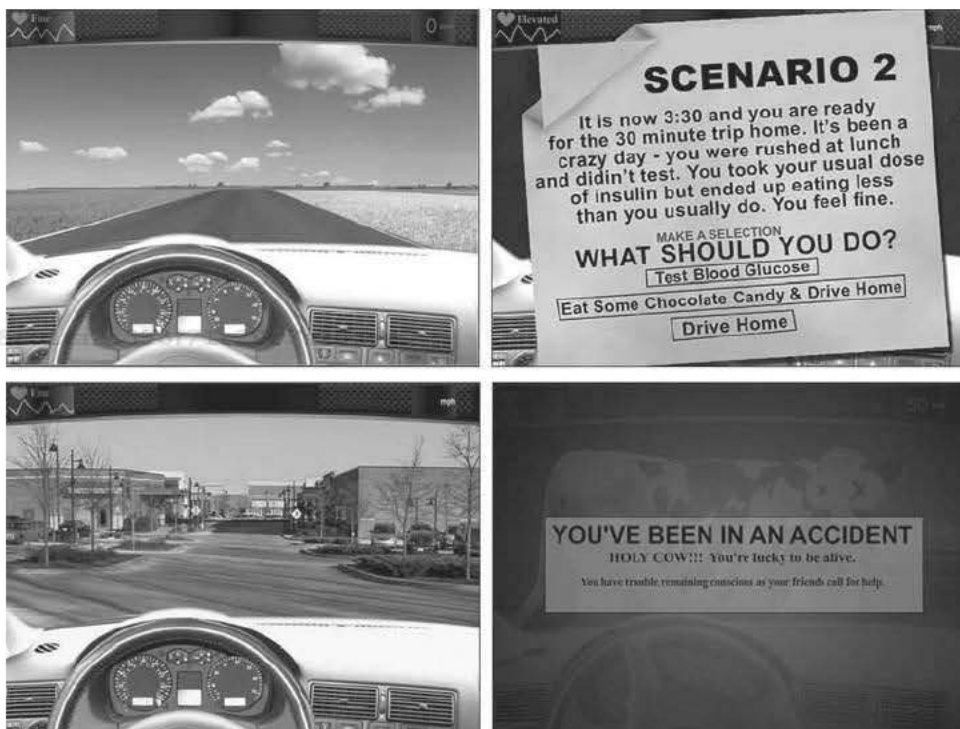 Fine
0
Elevated
mph
SCENARIO 2
It is now 3:30 and you are ready
for the 30 minute trip home. It's been a
crazy day - you were rushed at lunch
and didin't test. You took your usual dose
of insulin but ended up eating less
than you usually do. You feel fine.
MAKE A SELECTION
WHAT SHOULD YOU DO?
Test Blood Glucose
Eat Some Chocolate Candy & Drive Home
Drive Home
Fine
mph
YOU'VE BEEN IN AN ACCIDENT
HOLY COW!!! You're lucky to be alive.
You have trouble remaining conscious as your friends call for help.